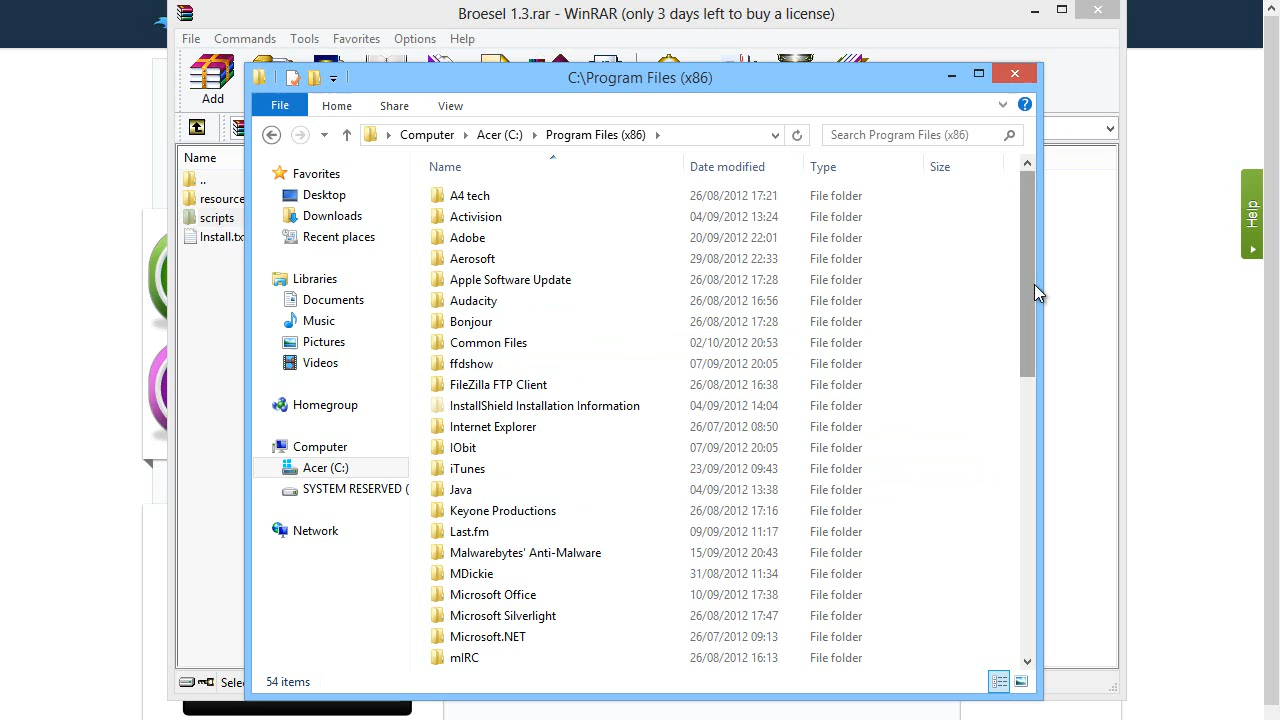 Broesel 1.3.rar - WinRAR (only 3 days left to buy a license)
File Commands Tools Favorites Options Help
Add
C:\Program Files (x86)
File Home Share View
Computer Acer (C:) Program Files (x86)
Search Program Files (x86)
Name
..
resource
scripts
Install.tx
Favorites
Desktop
Downloads
Recent places
Libraries
Documents
Music
Pictures
Videos
Homegroup
Computer
Acer (C:)
SYSTEM RESERVED (
Network
Name Date modified Type Size
A4 tech 26/08/2012 17:21 File folder
Activision 04/09/2012 13:24 File folder
Adobe 20/09/2012 22:01 File folder
Aerosoft 29/08/2012 22:33 File folder
Apple Software Update 26/08/2012 17:28 File folder
Audacity 26/08/2012 16:56 File folder
Bonjour 26/08/2012 17:28 File folder
Common Files 02/10/2012 20:53 File folder
ffdshow 07/09/2012 20:05 File folder
FileZilla FTP Client 26/08/2012 16:38 File folder
InstallShield Installation Information 04/09/2012 14:04 File folder
Internet Explorer 26/07/2012 08:50 File folder
IObit 07/09/2012 20:05 File folder
iTunes 23/09/2012 09:43 File folder
Java 04/09/2012 13:38 File folder
Keyone Productions 26/08/2012 17:16 File folder
Last.fm 09/09/2012 11:17 File folder
Malwarebytes' Anti-Malware 15/09/2012 20:43 File folder
MDickie 31/08/2012 11:34 File folder
Microsoft Office 10/09/2012 17:38 File folder
Microsoft Silverlight 26/08/2012 17:47 File folder
Microsoft.NET 26/07/2012 09:13 File folder
mIRC 26/08/2012 16:13 File folder
54 items
Sele
Help